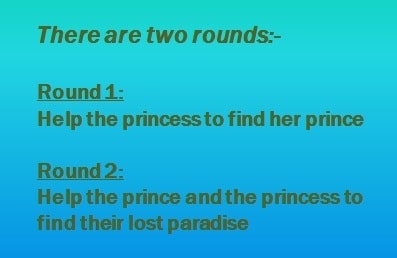 There are two rounds:-
Round 1:
Help the princess to find her prince
Round 2:
Help the prince and the princess to
find their lost paradise